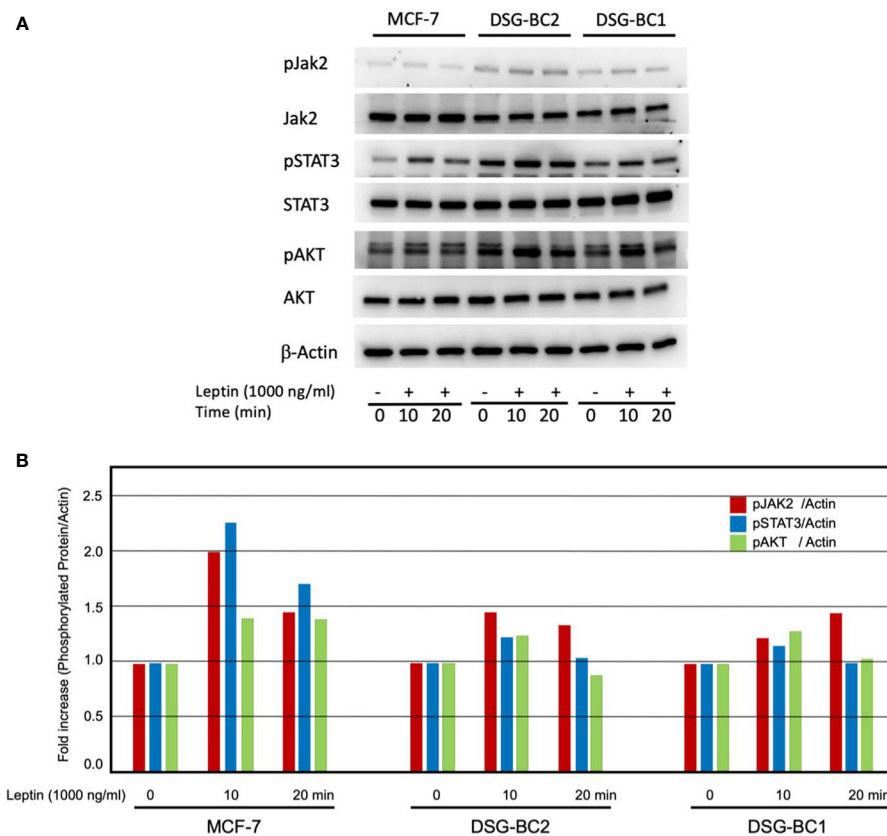 A
MCF-7 DSG-BC2 DSG-BC1
pJak2
Jak2
pSTAT3
STAT3
pAKT
AKT
β-Actin
Leptin (1000 ng/ml) - + + - + + - + +
Time (min) 0 10 20 0 10 20 0 10 20
B
Fold increase (Phosphorylated Protein/Actin)
2.5
2.0
1.5
1.0
0.5
0.0
pJAK2 /Actin
pSTAT3/Actin
pAKT / Actin
Leptin (1000 ng/ml) 0 10 20 min 0 10 20 min 0 10 20 min
MCF-7 DSG-BC2 DSG-BC1